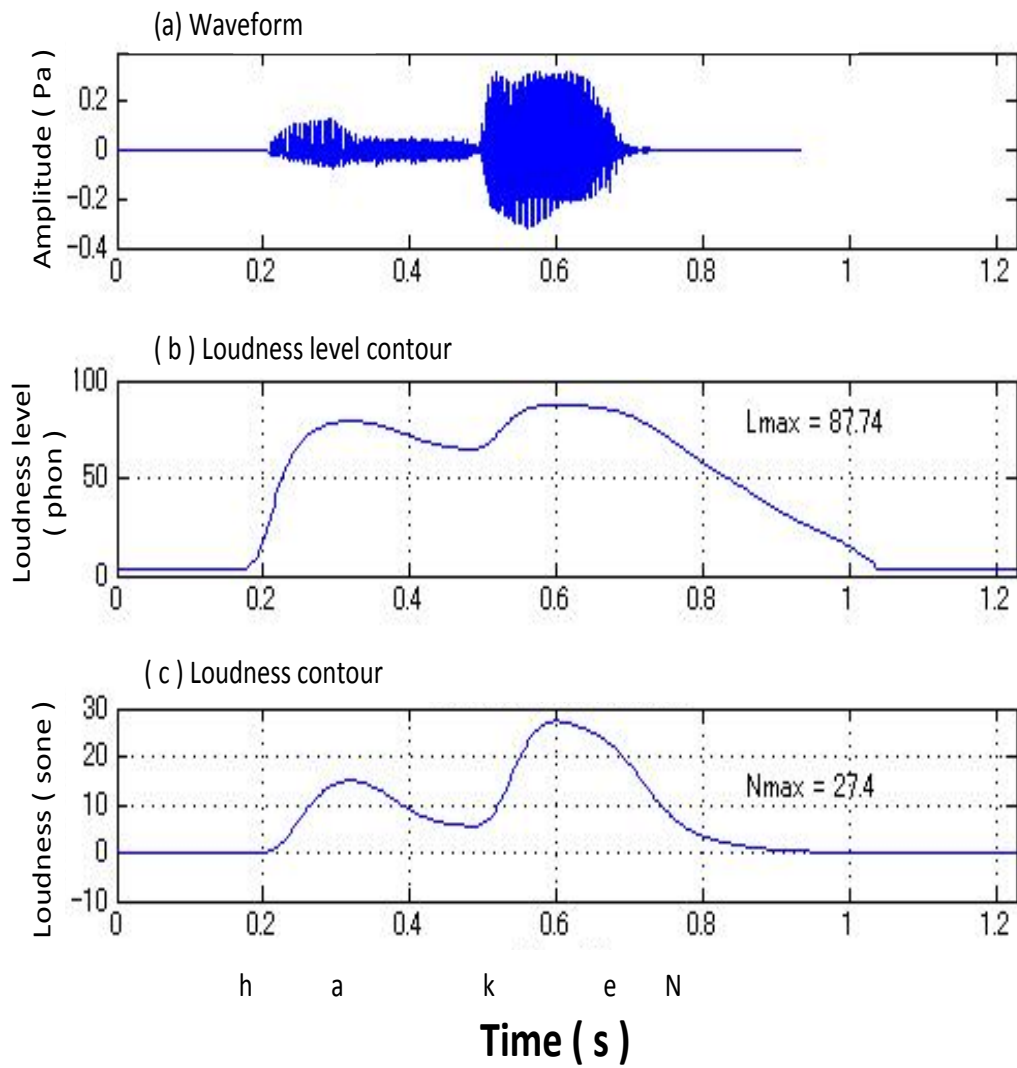 (a) Waveform
Amplitude ( Pa )
0.2
0
−0.2
−0.4
0 0.2 0.4 0.6 0.8 1 1.2
( b ) Loudness level contour
Loudness level
( phon )
100
50
0
Lmax = 87.74
0 0.2 0.4 0.6 0.8 1 1.2
( c ) Loudness contour
Loudness ( sone )
30
20
10
0
−10
Nmax = 27.4
0 0.2 0.4 0.6 0.8 1 1.2
h a k e N
Time ( s )